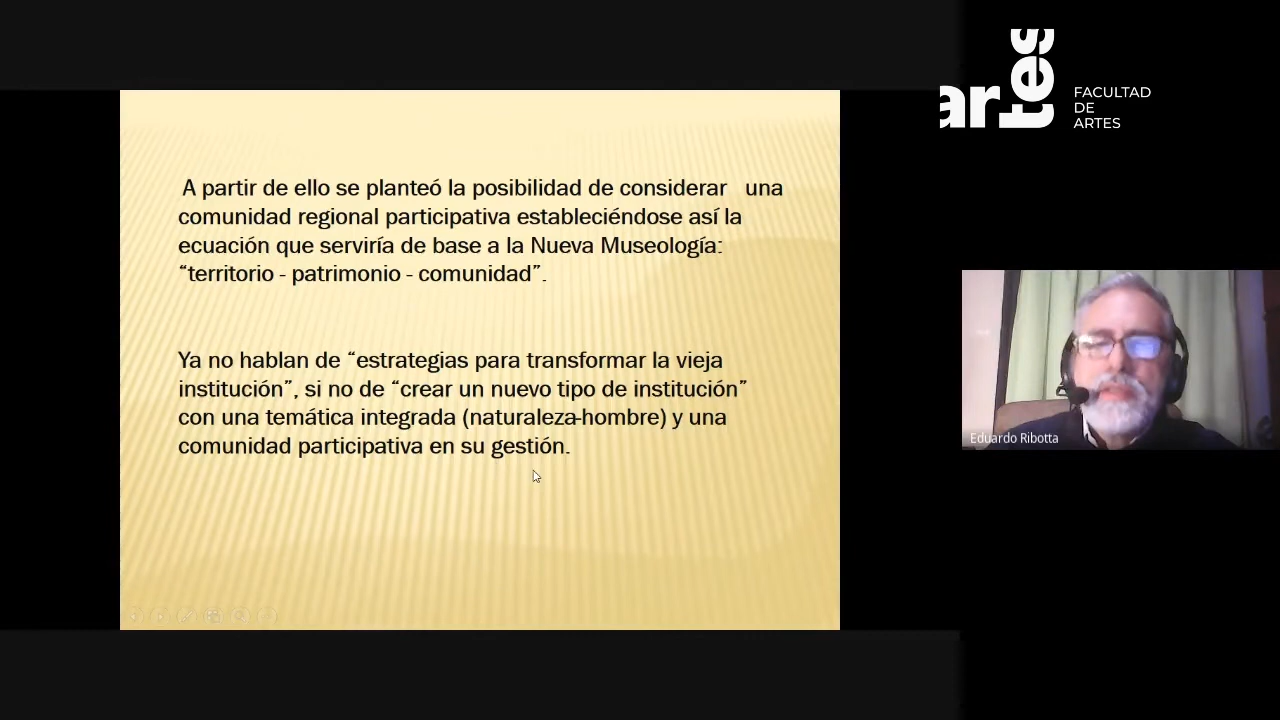 A partir de ello se planteó la posibilidad de considerar una
comunidad regional participativa estableciéndose así la
ecuación que serviría de base a la Nueva Museología:
“territorio - patrimonio - comunidad”.
Ya no hablan de “estrategias para transformar la vieja
institución”, si no de “crear un nuevo tipo de institución”
con una temática integrada (naturaleza-hombre) y una
comunidad participativa en su gestión.
artes
FACULTAD
DE
ARTES
Eduardo Ribotta